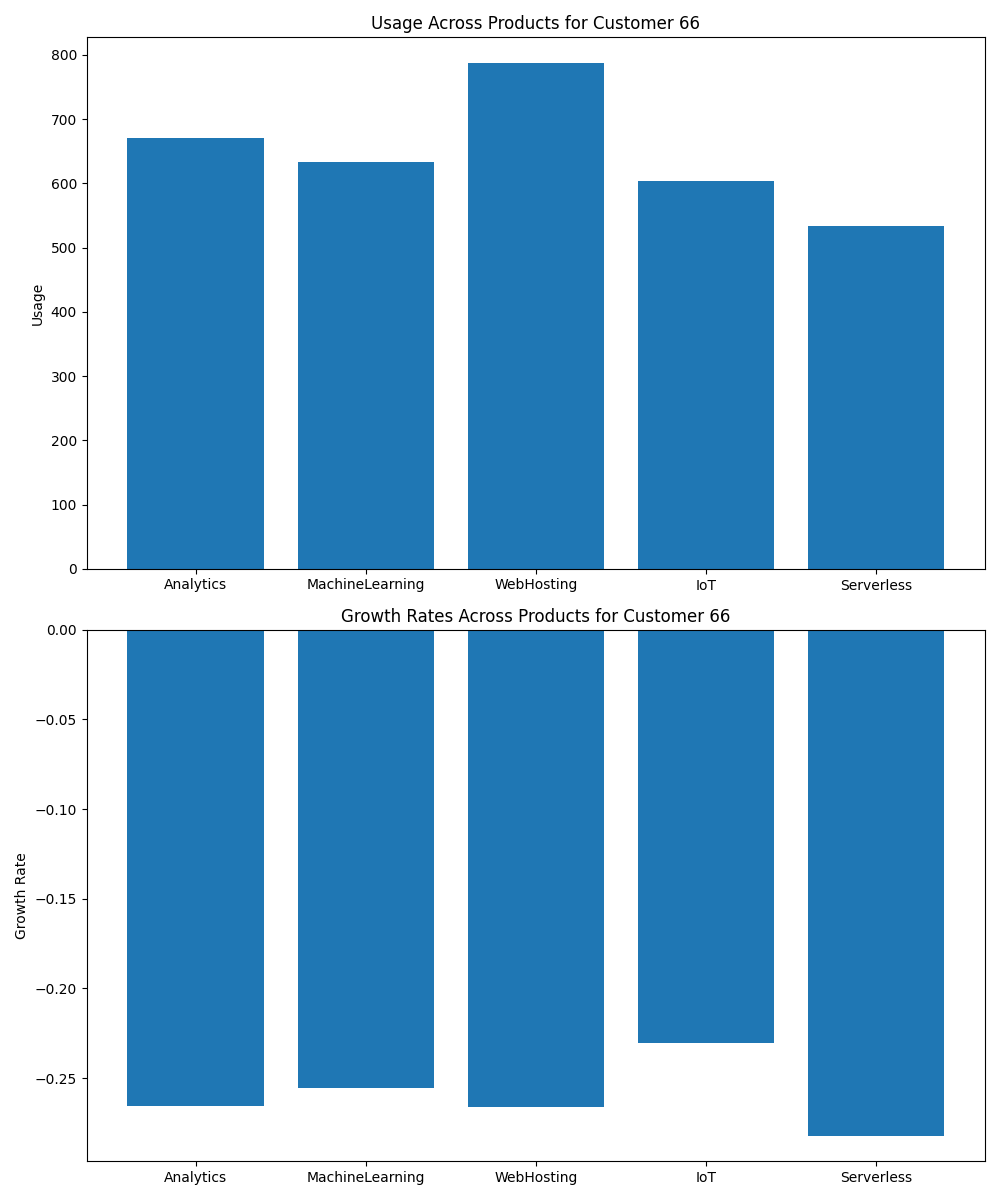 Usage Across Products for Customer 66
800
700
600
500
400
300
200
100
0
Usage
Analytics MachineLearning WebHosting IoT Serverless
Growth Rates Across Products for Customer 66
0.00
−0.05
−0.10
−0.15
−0.20
−0.25
Growth Rate
Analytics MachineLearning WebHosting IoT Serverless